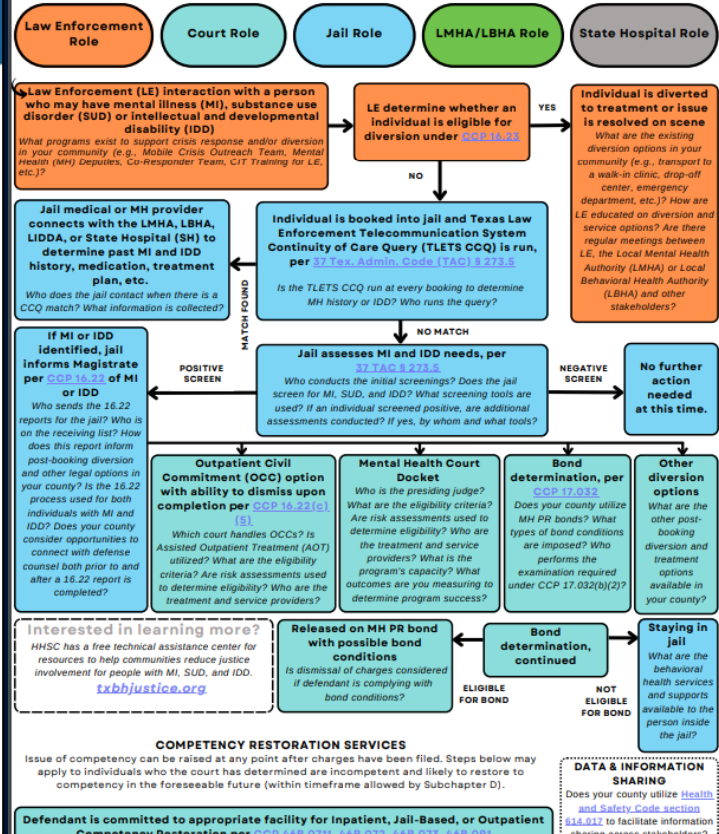 Law Enforcement
Role
Court Role
Jail Role
LMHA/LBHA Role
State Hospital Role
Law Enforcement (LE) interaction with a person
who may have mental illness (MI), substance use
disorder (SUD) or intellectual and developmental
disability (IDD)
What programs exist to support crisis response and/or diversion
in your community (e.g., Mobile Crisis Outreach Team, Mental
Health (MH) Deputies, Co-Responder Team, CIT Training for LE,
etc.)?
LE determine whether an
individual is eligible for
diversion under CCP 16.23
YES
NO
Individual is diverted
to treatment or issue
is resolved on scene
What are the existing
diversion options in your
community (e.g., transport to
a walk-in clinic, drop-off
center, emergency
department, etc.)? How are
LE educated on diversion and
service options? Are there
regular meetings between
LE, the Local Mental Health
Authority (LMHA) or Local
Behavioral Health Authority
(LBHA) and other
stakeholders?
Jail medical or MH provider
connects with the LMHA, LBHA,
LIDDA, or State Hospital (SH) to
determine past MI and IDD
history, medication, treatment
plan, etc.
Who does the jail contact when there is a
CCQ match? What information is collected?
MATCH FOUND
Individual is booked into jail and Texas Law
Enforcement Telecommunication System
Continuity of Care Query (TLETS CCQ) is run,
per 37 Tex. Admin. Code (TAC) § 273.5
Is the TLETS CCQ run at every booking to determine
MH history or IDD? Who runs the query?
NO MATCH
If MI or IDD
identified, jail
informs Magistrate
per CCP 16.22 of MI
or IDD
Who sends the 16.22
reports for the jail? Who is
on the receiving list? How
does this report inform
post-booking diversion
and other legal options in
your county? Is the 16.22
process used for both
individuals with MI and
IDD? Does your county
consider opportunities to
connect with defense
counsel both prior to and
after a 16.22 report is
completed?
POSITIVE
SCREEN
Jail assesses MI and IDD needs, per
37 TAC § 273.5
Who conducts the initial screenings? Does the jail
screen for MI, SUD, and IDD? What screening tools are
used? If an individual screened positive, are additional
assessments conducted? If yes, by whom and what tools?
NEGATIVE
SCREEN
No further
action
needed
at this time.
Outpatient Civil
Commitment (OCC) option
with ability to dismiss upon
completion per CCP 16.22(c)
(5)
Which court handles OCCs? Is
Assisted Outpatient Treatment (AOT)
utilized? What are the eligibility
criteria? Are risk assessments used
to determine eligibility? Who are the
treatment and service providers?
Mental Health Court
Docket
Who is the presiding judge?
What are the eligibility criteria?
Are risk assessments used to
determine eligibility? Who are
the treatment and service
providers? What is the
program's capacity? What
outcomes are you measuring to
determine program success?
Bond
determination, per
CCP 17.032
Does your county utilize
MH PR bonds? What
types of bond conditions
are imposed? Who
performs the
examination required
under CCP 17.032(b)(2)?
Other
diversion
options
What are the
other post-
booking
diversion and
treatment
options
available in
your county?
Interested in learning more?
HHSC has a free technical assistance center for
resources to help communities reduce justice
involvement for people with MI, SUD, and IDD.
txbhjustice.org
Released on MH PR bond
with possible bond
conditions
Is dismissal of charges considered
if defendant is complying with
bond conditions?
Bond
determination,
continued
ELIGIBLE
FOR BOND
NOT
ELIGIBLE
FOR BOND
Staying in
jail
What are the
behavioral
health services
and supports
available to the
person inside
the jail?
COMPETENCY RESTORATION SERVICES
Issue of competency can be raised at any point after charges have been filed. Steps below may
apply to individuals who the court has determined are incompetent and likely to restore to
competency in the foreseeable future (within timeframe allowed by Subchapter D).
DATA & INFORMATION
SHARING
Does your county utilize Health
and Safety Code section
614.017 to facilitate information
sharing across stakeholders?
Defendant is committed to appropriate facility for Inpatient, Jail-Based, or Outpatient
Competency Restoration per CCP 46B.0711, 46B.072, 46B.073, 46B.091